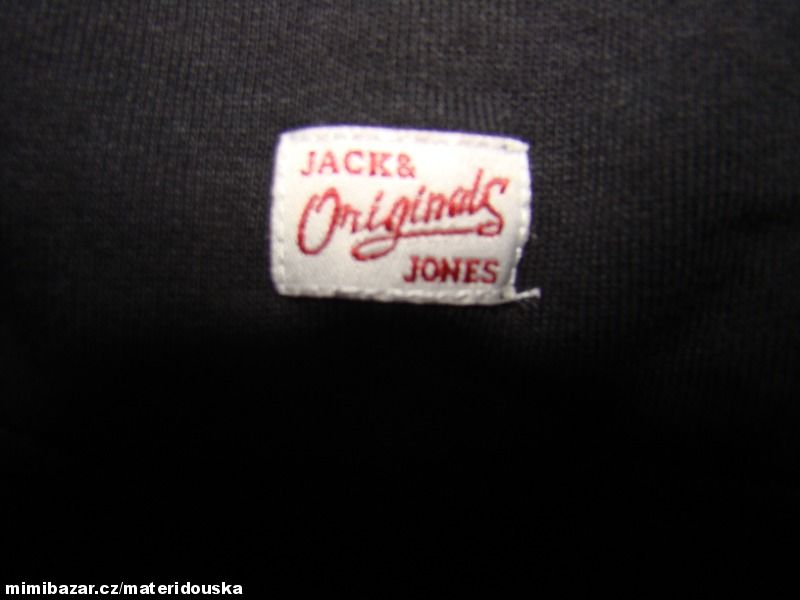 JACK&
Originals
JONES
mimibazar.cz/materidouska